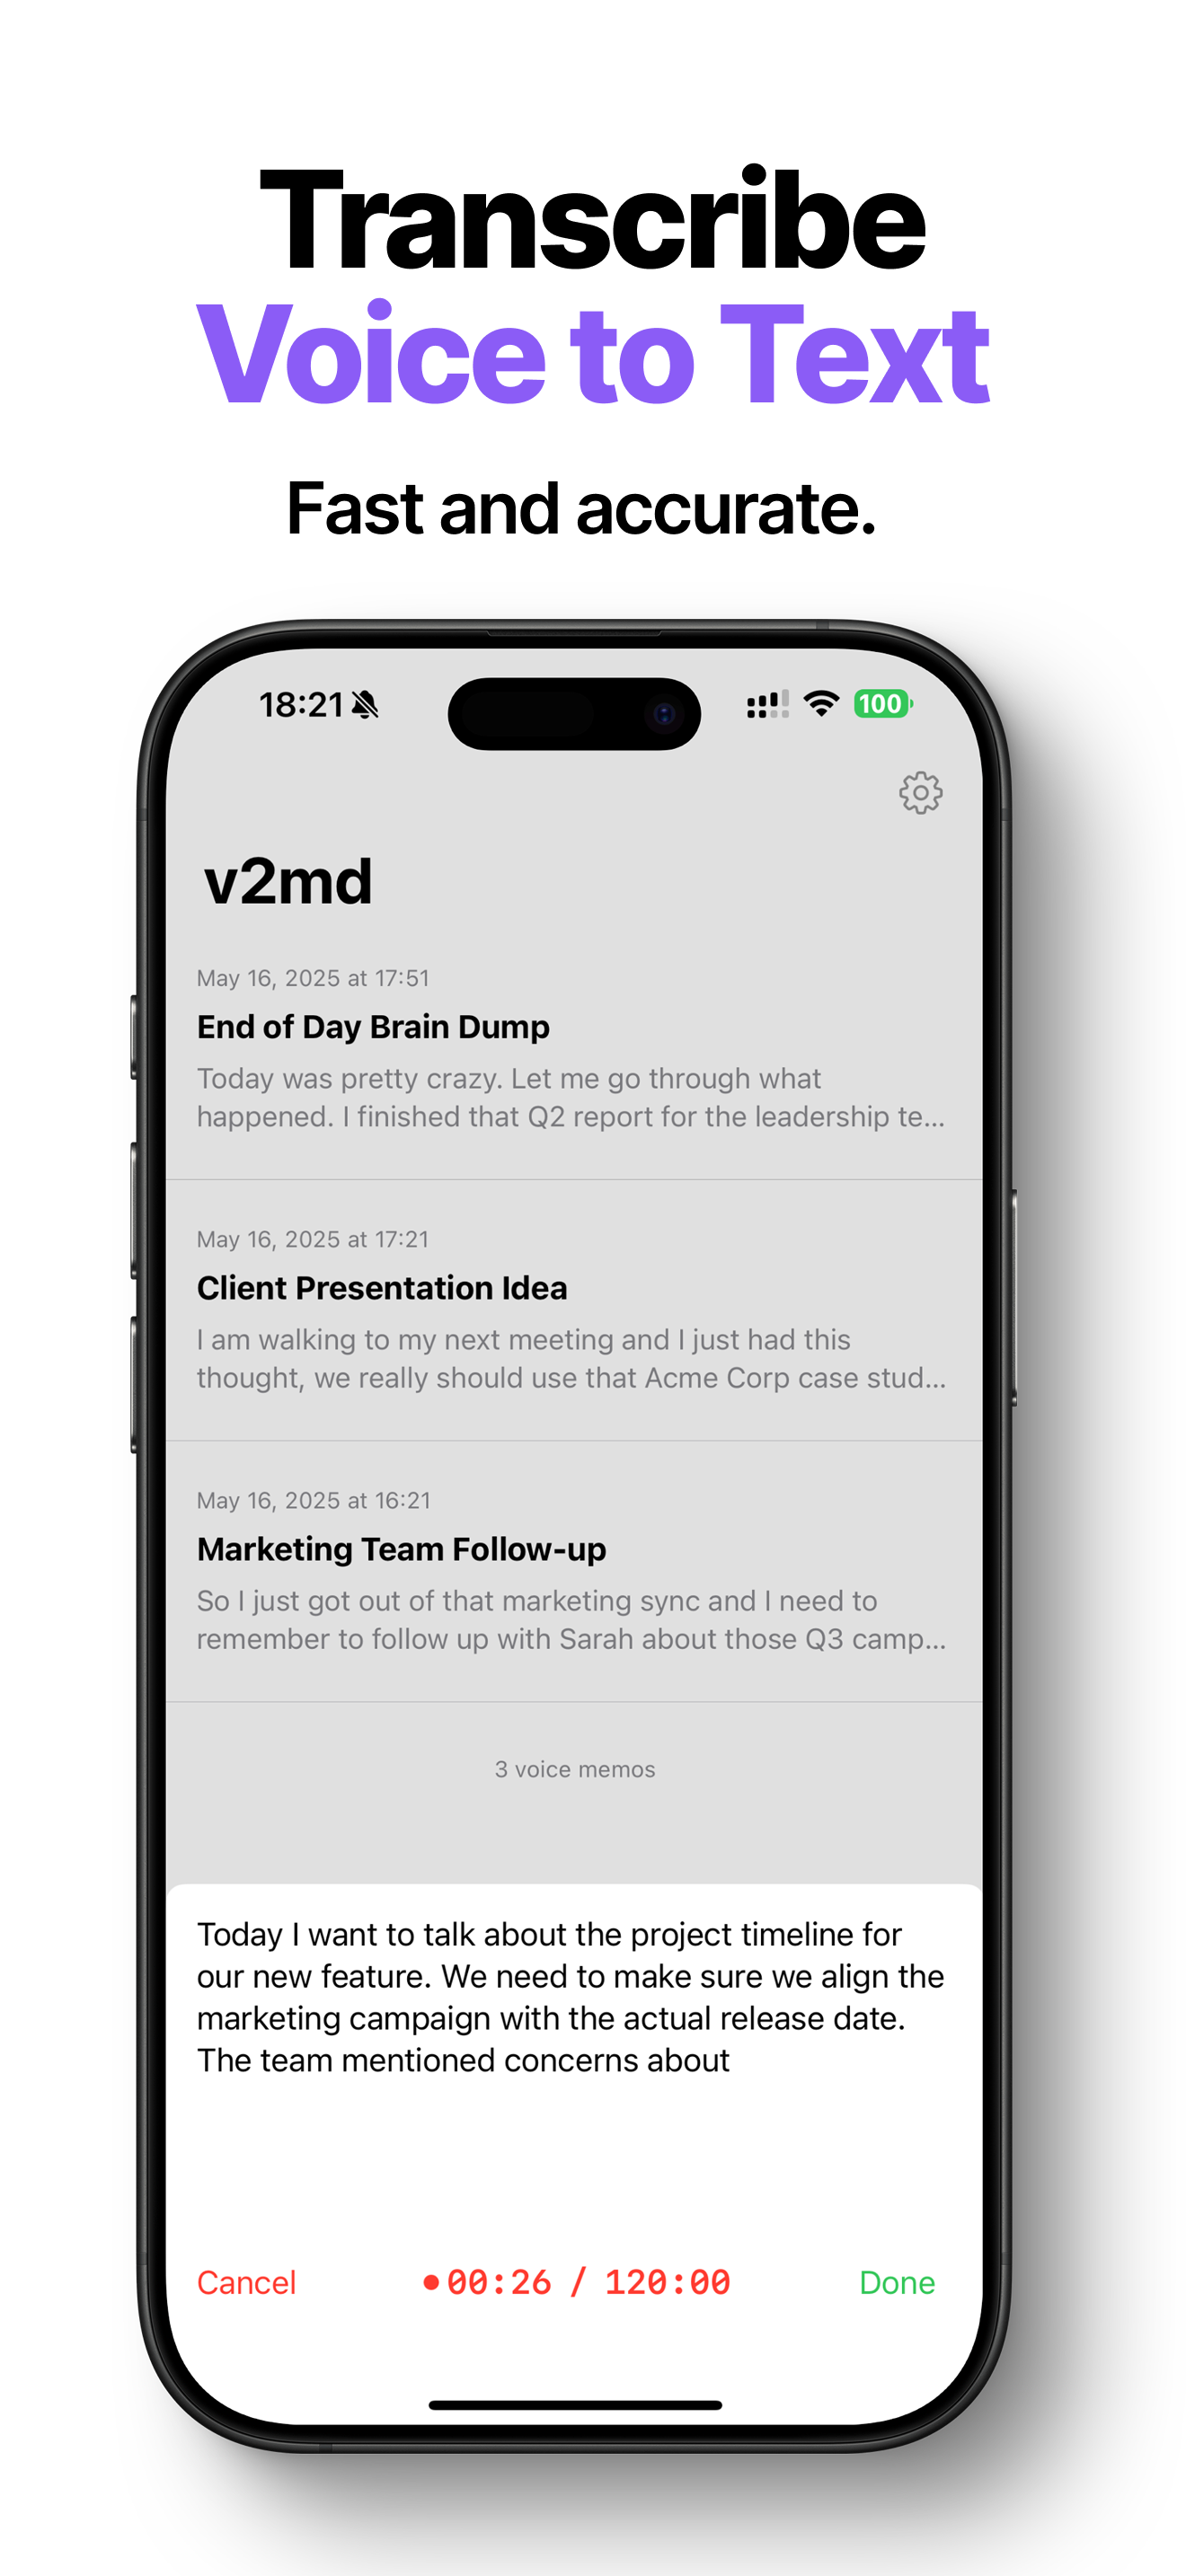 Transcribe
Voice to Text
Fast and accurate.
18:21
100
v2md
May 16, 2025 at 17:51
End of Day Brain Dump
Today was pretty crazy. Let me go through what
happened. I finished that Q2 report for the leadership te...
May 16, 2025 at 17:21
Client Presentation Idea
I am walking to my next meeting and I just had this
thought, we really should use that Acme Corp case stud...
May 16, 2025 at 16:21
Marketing Team Follow-up
So I just got out of that marketing sync and I need to
remember to follow up with Sarah about those Q3 camp...
3 voice memos
Today I want to talk about the project timeline for
our new feature. We need to make sure we align the
marketing campaign with the actual release date.
The team mentioned concerns about
Cancel
00:26 / 120:00
Done